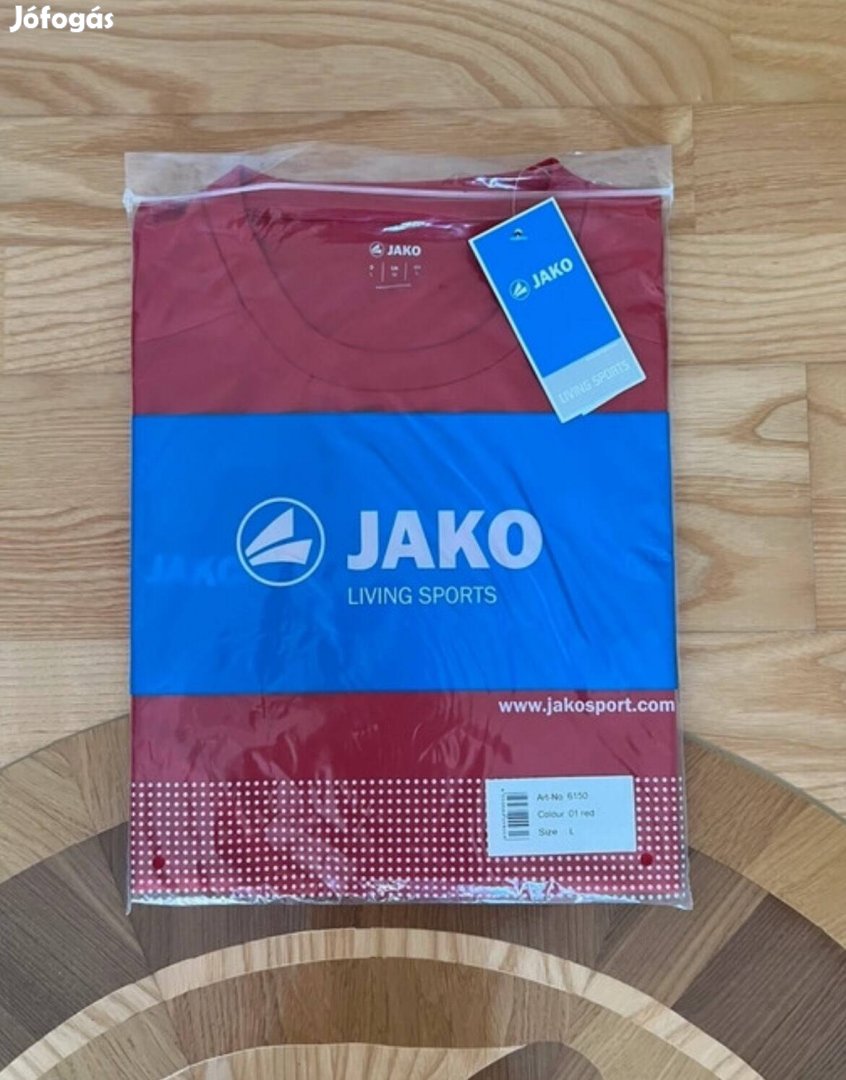 Jófogás
JAKO
JAKO
LIVING SPORTS
JAKO
LIVING SPORTS
www.jakosport.com
Art-No 6150
Colour 01 red
Size L